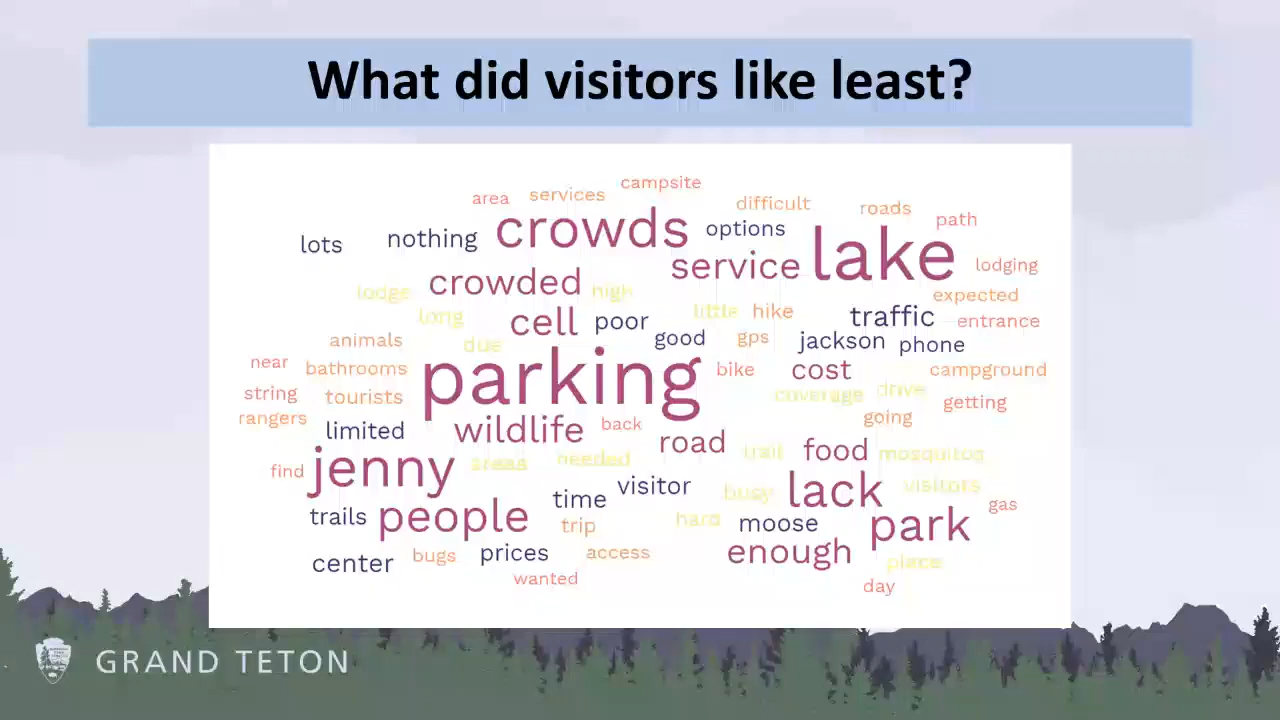 What did visitors like least?
campsite
area services difficult roads path
lots nothing crowds options lake
crowded service lodging
lodge high little hike expected
long cell poor traffic entrance
animals due good gps jackson phone
near bathrooms parking bike cost campground
string tourists coverage drive getting
rangers limited wildlife back going
road food
find jenny areas needed trail mosquitos
time visitor busy lack visitors
trails people trip hard moose park gas
center bugs prices access enough place
wanted day
GRAND TETON